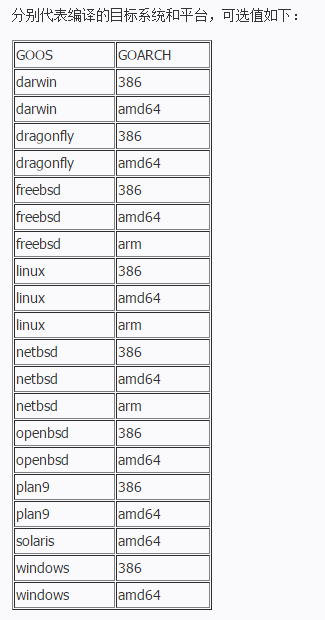 分别代表编译的目标系统和平台，可选值如下：
GOOS GOARCH
darwin 386
darwin amd64
dragonfly 386
dragonfly amd64
freebsd 386
freebsd amd64
freebsd arm
linux 386
linux amd64
linux arm
netbsd 386
netbsd amd64
netbsd arm
openbsd 386
openbsd amd64
plan9 386
plan9 amd64
solaris amd64
windows 386
windows amd64